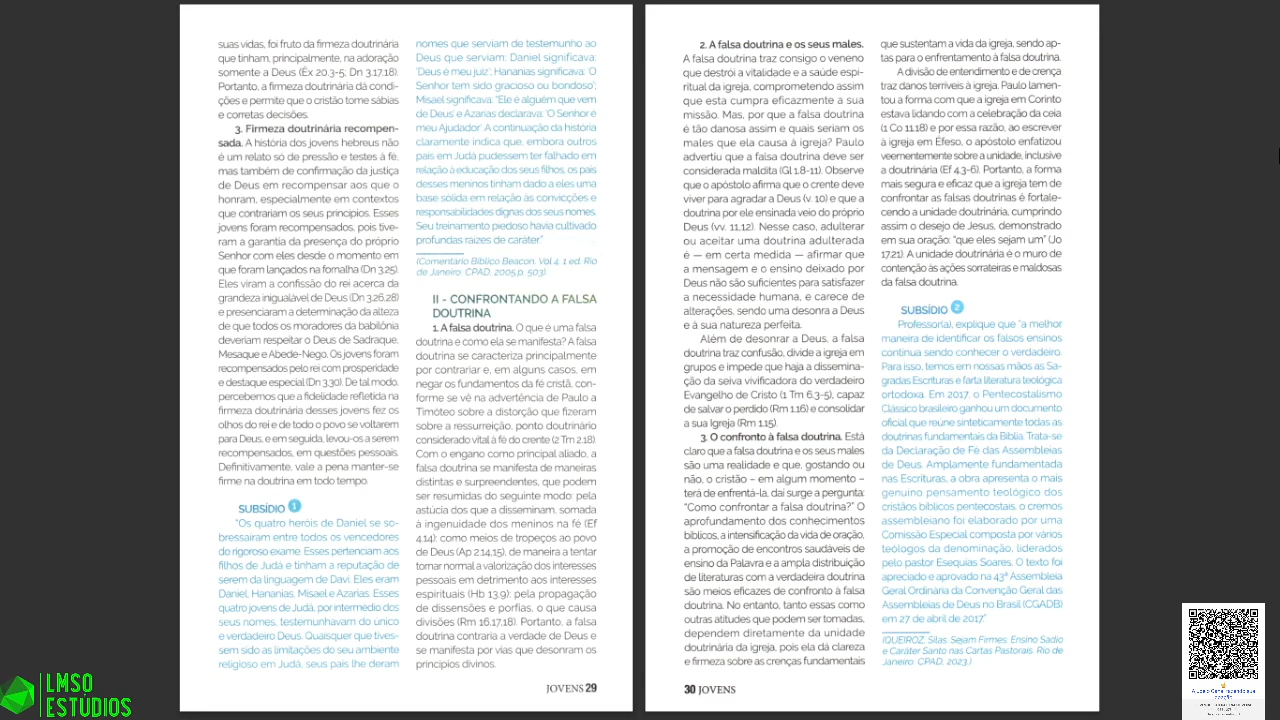 suas vidas, foi fruto da firmeza doutrinária
que tinham, principalmente, na adoração
somente a Deus (Êx 20.3-5; Dn 3.17,18).
Portanto, a firmeza doutrinária dá condi-
ções e permite que o cristão tome sábias
e corretas decisões.
3. Firmeza doutrinária recompen-
sada. A história dos jovens hebreus não
é um relato só de pressão e testes à fé,
mas também de confirmação da justiça
de Deus em recompensar aos que o
honram, especialmente em contextos
que contrariam os seus princípios. Esses
jovens foram recompensados, pois tive-
ram a garantia da presença do próprio
Senhor com eles desde o momento em
que foram lançados na fornalha (Dn 3.25).
Eles viram a confissão do rei acerca da
grandeza inigualável de Deus (Dn 3.26,28)
e presenciaram a determinação da alteza
de que todos os moradores da babilônia
deveriam respeitar o Deus de Sadraque,
Mesaque e Abede-Nego. Os jovens foram
recompensados pelo rei com prosperidade
e destaque especial (Dn 3.30). De tal modo,
percebemos que a fidelidade refletida na
firmeza doutrinária desses jovens fez os
olhos do rei e de todo o povo se voltarem
para Deus, e em seguida, levou-os a serem
recompensados, em questões pessoais.
Definitivamente, vale a pena manter-se
firme na doutrina em todo tempo.
SUBSÍDIO 1
"Os quatro heróis de Daniel se so-
bressairam entre todos os vencedores
do rigoroso exame. Esses pertenciam aos
filhos de Judá e tinham a reputação de
serem da linguagem de Davi. Eles eram
Daniel, Hananias, Misael e Azarias. Esses
quatro jovens de Judá, por intermédio dos
seus nomes, testemunhavam do único
e verdadeiro Deus. Quaisquer que tives-
sem sido as limitações do seu ambiente
religioso em Judá, seus pais lhe deram
nomes que serviam de testemunho ao
Deus que serviam: Daniel significava:
'Deus é meu juiz'; Hananias significava: 'O
Senhor tem sido gracioso ou bondoso';
Misael significava: "Ele é alguém que vem
de Deus' e Azarias declarava: 'O Senhor é
meu Ajudador'. A continuação da história
claramente indica que, embora outros
pais em Judá pudessem ter falhado em
relação à educação dos seus filhos, os pais
desses meninos tinham dado a eles uma
base sólida em relação às convicções e
responsabilidades dignas dos seus nomes.
Seu treinamento piedoso havia cultivado
profundas raízes de caráter"
(Comentário Bíblico Beacon. Vol 4. 1 ed. Rio
de Janeiro: CPAD, 2005,p. 503).
II - CONFRONTANDO A FALSA
DOUTRINA
1. A falsa doutrina. O que é uma falsa
doutrina e como ela se manifesta? A falsa
doutrina se caracteriza principalmente
por contrariar e, em alguns casos, em
negar os fundamentos da fé cristã, con-
forme se vê na advertência de Paulo a
Timóteo sobre a distorção que fizeram
sobre a ressurreição, ponto doutrinário
considerado vital à fé do crente (2 Tm 2.18).
Com o engano como principal aliado, a
falsa doutrina se manifesta de maneiras
distintas e surpreendentes, que podem
ser resumidas do seguinte modo: pela
astúcia dos que a disseminam, somada
à ingenuidade dos meninos na fé (Ef
4.14); como meios de tropeços ao povo
de Deus (Ap 2.14,15), de maneira a tentar
tornar normal a valorização dos interesses
pessoais em detrimento aos interesses
espirituais (Hb 13.9); pela propagação
de dissensões e porfias, o que causa
divisões (Rm 16.17,18). Portanto, a falsa
doutrina contraria a verdade de Deus e
se manifesta por vias que desonram os
princípios divinos.
JOVENS 29
2. A falsa doutrina e os seus males.
A falsa doutrina traz consigo o veneno
que destrói a vitalidade e a saúde espi-
ritual da igreja, comprometendo assim
que esta cumpra eficazmente a sua
missão. Mas, por que a falsa doutrina
é tão danosa assim e quais seriam os
males que ela causa à igreja? Paulo
advertiu que a falsa doutrina deve ser
considerada maldita (Gl 1.8-11). Observe
que o apóstolo afirma que o crente deve
viver para agradar a Deus (v. 10) e que a
doutrina por ele ensinada veio do próprio
Deus (vv. 11,12). Nesse caso, adulterar
ou aceitar uma doutrina adulterada
é — em certa medida — afirmar que
a mensagem e o ensino deixado por
Deus não são suficientes para satisfazer
a necessidade humana, e carece de
alterações, sendo uma desonra a Deus
e à sua natureza perfeita.
Além de desonrar a Deus, a falsa
doutrina traz confusão, divide a igreja em
grupos e impede que haja a dissemina-
ção da seiva vivificadora do verdadeiro
Evangelho de Cristo (1 Tm 6.3-5), capaz
de salvar o perdido (Rm 1.16) e consolidar
a sua Igreja (Rm 1.15).
3. O confronto à falsa doutrina. Está
claro que a falsa doutrina e os seus males
são uma realidade e que, gostando ou
não, o cristão – em algum momento –
terá de enfrentá-la, daí surge a pergunta:
"Como confrontar a falsa doutrina?" O
aprofundamento dos conhecimentos
bíblicos, a intensificação da vida de oração,
a promoção de encontros saudáveis de
ensino da Palavra e a ampla distribuição
de literaturas com a verdadeira doutrina
são meios eficazes de confronto à falsa
doutrina. No entanto, tanto essas como
outras atitudes que podem ser tomadas,
dependem diretamente da unidade
doutrinária da igreja, pois ela dá clareza
e firmeza sobre as crenças fundamentais
que sustentam a vida da igreja, sendo ap-
tas para o enfrentamento à falsa doutrina.
A divisão de entendimento e de crença
traz danos terríveis à igreja. Paulo lamen-
tou a forma com que a igreja em Corinto
estava lidando com a celebração da ceia
(1 Co 11.18) e por essa razão, ao escrever
à igreja em Éfeso, o apóstolo enfatizou
veementemente sobre a unidade, inclusive
a doutrinária (Ef 4.3-6). Portanto, a forma
mais segura e eficaz que a igreja tem de
confrontar as falsas doutrinas é fortale-
cendo a unidade doutrinária, cumprindo
assim o desejo de Jesus, demonstrado
em sua oração: "que eles sejam um" (Jo
17.21). A unidade doutrinária é o muro de
contenção às ações sorrateiras e maldosas
da falsa doutrina.
SUBSÍDIO 2
Professor(a), explique que "a melhor
maneira de identificar os falsos ensinos
continua sendo conhecer o verdadeiro.
Para isso, temos em nossas mãos as Sa-
gradas Escrituras e farta literatura teológica
ortodoxa. Em 2017, o Pentecostalismo
Clássico brasileiro ganhou um documento
oficial que reúne sinteticamente todas as
doutrinas fundamentais da Bíblia. Trata-se
da Declaração de Fé das Assembleias
de Deus. Amplamente fundamentada
nas Escrituras, a obra apresenta o mais
genuíno pensamento teológico dos
cristãos bíblicos pentecostais, o cremos
assembleiano foi elaborado por uma
Comissão Especial composta por vários
teólogos da denominação, liderados
pelo pastor Esequias Soares. O texto foi
apreciado e aprovado na 43ª Assembleia
Geral Ordinária da Convenção Geral das
Assembleias de Deus no Brasil (CGADB)
em 27 de abril de 2017."
(QUEIROZ, Silas. Sejam Firmes: Ensino Sadio
e Caráter Santo nas Cartas Pastorais. Rio de
Janeiro: CPAD, 2023.)
30 JOVENS
LMSO
ESTÚDIOS